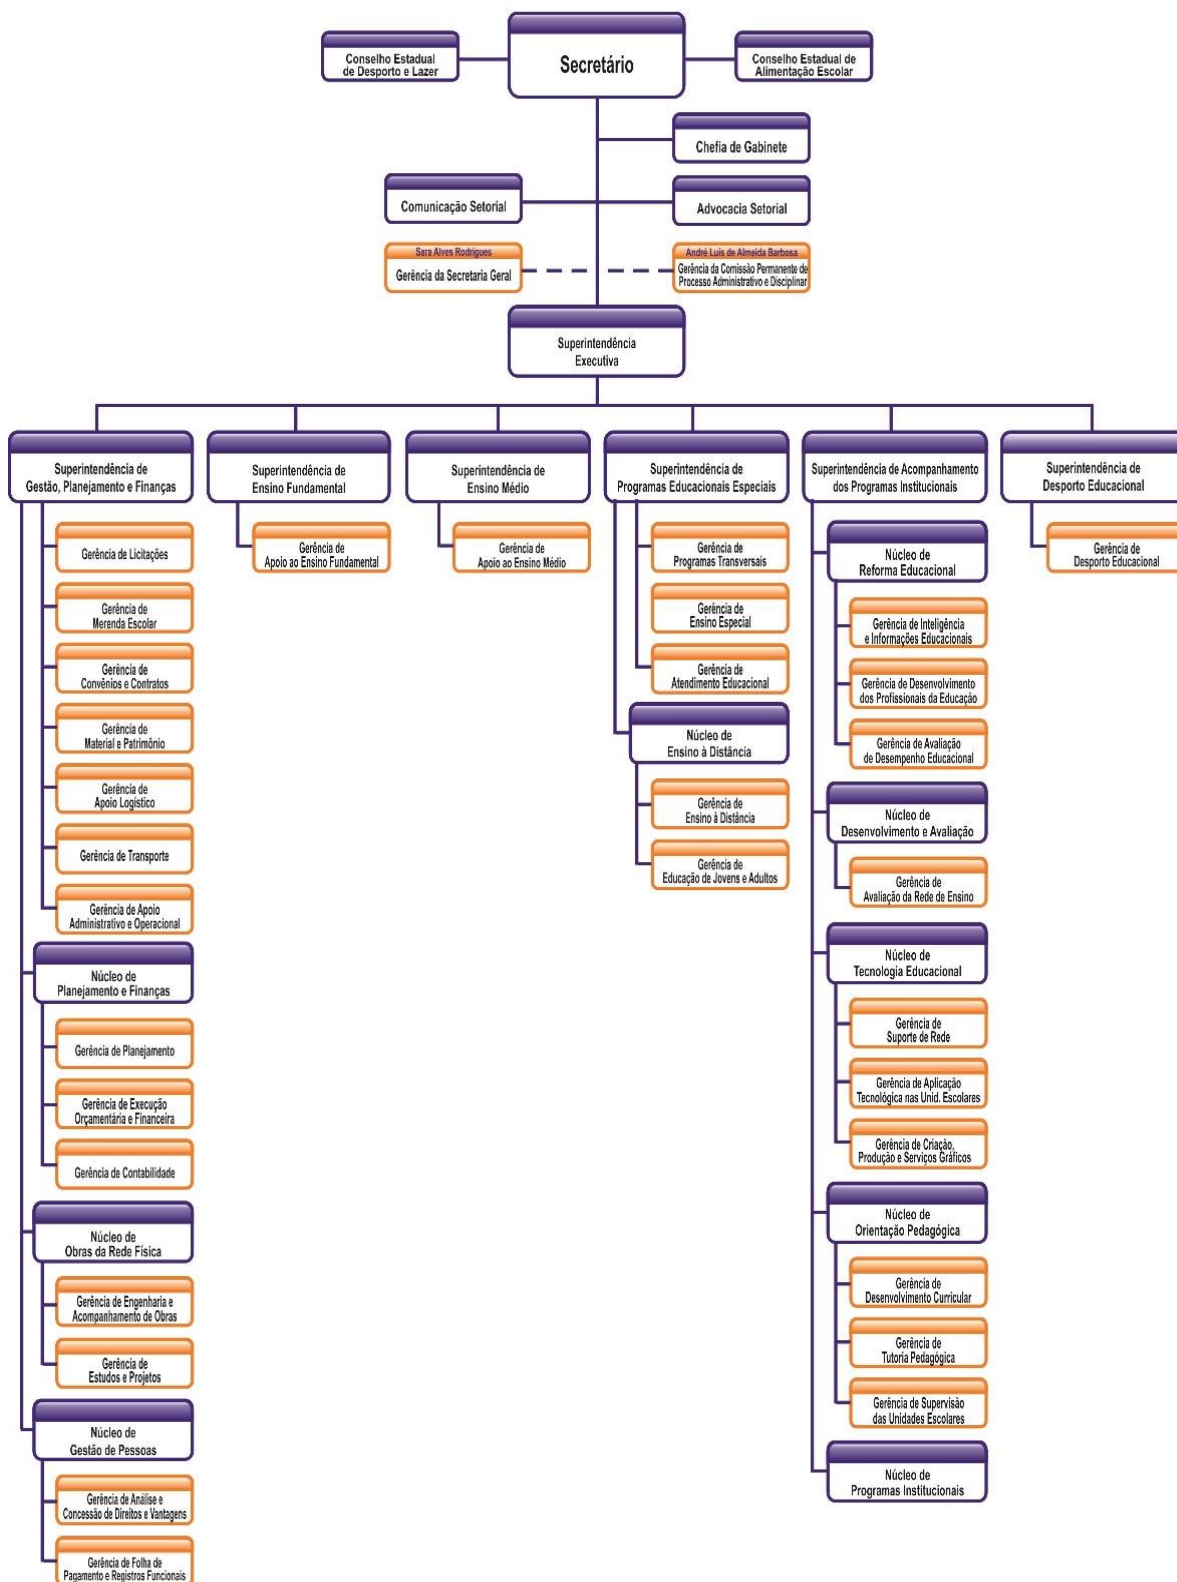 Conselho Estadual
de Desporto e Lazer
Secretário
Conselho Estadual de
Alimentação Escolar
Chefia de Gabinete
Comunicação Setorial
Advocacia Setorial
Sara Alves Rodrigues
Gerência da Secretaria Geral
André Luis de Almeida Barbosa
Gerência da Comissão Permanente de
Processo Administrativo e Disciplinar
Superintendência
Executiva
Superintendência de
Gestão, Planejamento e Finanças
Gerência de Licitações
Gerência de
Merenda Escolar
Gerência de
Convênios e Contratos
Gerência de
Material e Patrimônio
Gerência de
Apoio Logístico
Gerência de Transporte
Gerência de Apoio
Administrativo e Operacional
Núcleo de
Planejamento e Finanças
Gerência de Planejamento
Gerência de Execução
Orçamentária e Financeira
Gerência de Contabilidade
Núcleo de
Obras da Rede Física
Gerência de Engenharia e
Acompanhamento de Obras
Gerência de
Estudos e Projetos
Núcleo de
Gestão de Pessoas
Gerência de Análise e
Concessão de Direitos e Vantagens
Gerência de Folha de
Pagamento e Registros Funcionais
Superintendência de
Ensino Fundamental
Gerência de
Apoio ao Ensino Fundamental
Superintendência de
Ensino Médio
Gerência de
Apoio ao Ensino Médio
Superintendência de
Programas Educacionais Especiais
Gerência de
Programas Transversais
Gerência de
Ensino Especial
Gerência de
Atendimento Educacional
Núcleo de
Ensino à Distância
Gerência de
Ensino à Distância
Gerência de
Educação de Jovens e Adultos
Superintendência de Acompanhamento
dos Programas Institucionais
Núcleo de
Reforma Educacional
Gerência de Inteligência
e Informações Educacionais
Gerência de Desenvolvimento
dos Profissionais da Educação
Gerência de Avaliação
de Desempenho Educacional
Núcleo de
Desenvolvimento e Avaliação
Gerência de
Avaliação da Rede de Ensino
Núcleo de
Tecnologia Educacional
Gerência de
Suporte de Rede
Gerência de Aplicação
Tecnológica nas Unid. Escolares
Gerência de Criação,
Produção e Serviços Gráficos
Núcleo de
Orientação Pedagógica
Gerência de
Desenvolvimento Curricular
Gerência de
Tutoria Pedagógica
Gerência de Supervisão
das Unidades Escolares
Núcleo de
Programas Institucionais
Superintendência de
Desporto Educacional
Gerência de
Desporto Educacional